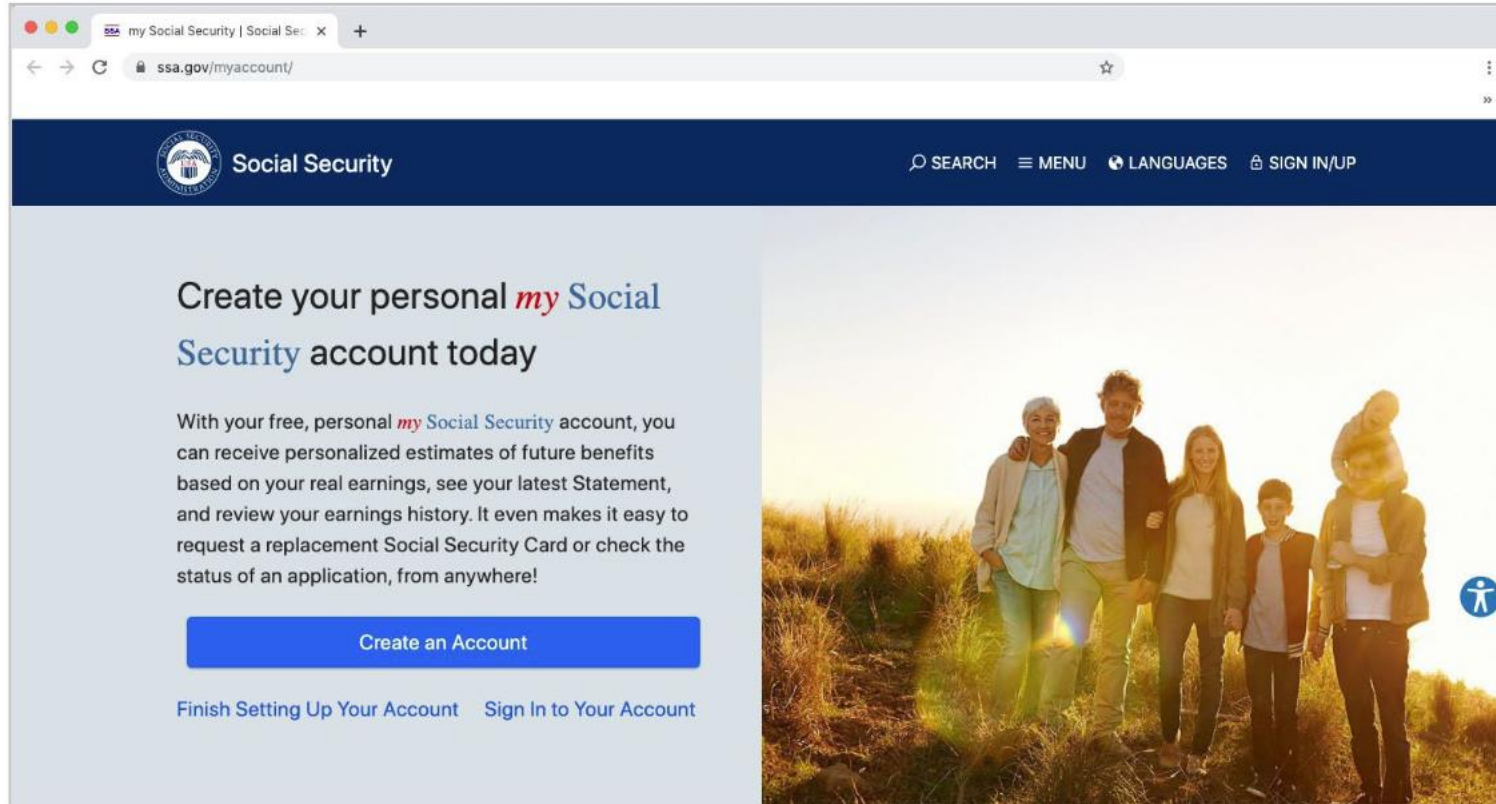 my Social Security | Social Sec
ssa.gov/myaccount/
Social Security
SEARCH MENU LANGUAGES SIGN IN/UP
Create your personal my Social
Security account today
With your free, personal my Social Security account, you
can receive personalized estimates of future benefits
based on your real earnings, see your latest Statement,
and review your earnings history. It even makes it easy to
request a replacement Social Security Card or check the
status of an application, from anywhere!
Create an Account
Finish Setting Up Your Account Sign In to Your Account